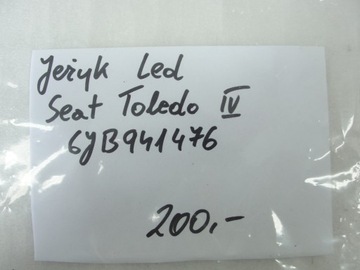 Jeżyk Led
Seat Toledo IV
6JB941476
200,-